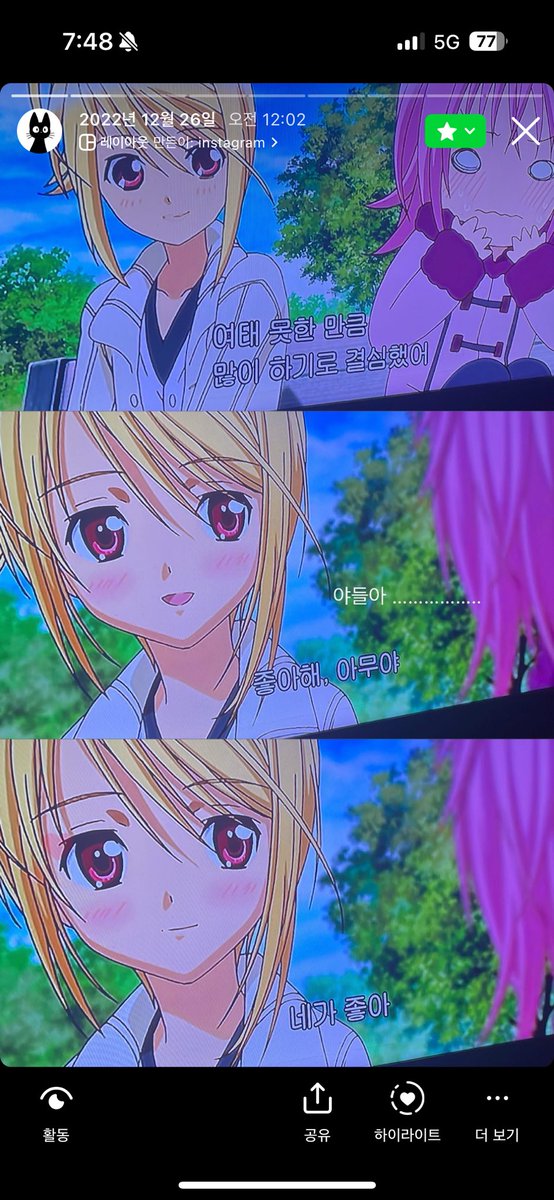 7:48
5G
77
2022년 12월 26일 오전 12:02
레이아웃 만든이: instagram >
여태 못한 만큼
많이 하기로 결심했어
야들아 .................
좋아해, 아무야
네가 좋아
활동
공유
하이라이트
더 보기